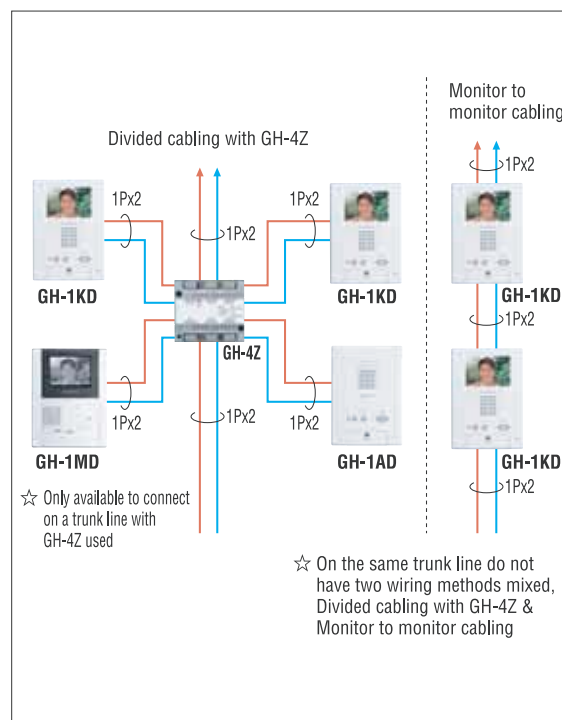 Divided cabling with GH-4Z
1Px2
1Px2
1Px2
GH-1KD
GH-1KD
GH-4Z
1Px2
1Px2
1Px2
GH-1MD
GH-1AD
☆ Only available to connect
on a trunk line with
GH-4Z used
Monitor to
monitor cabling
1Px2
GH-1KD
1Px2
GH-1KD
1Px2
☆ On the same trunk line do not
have two wiring methods mixed,
Divided cabling with GH-4Z &
Monitor to monitor cabling